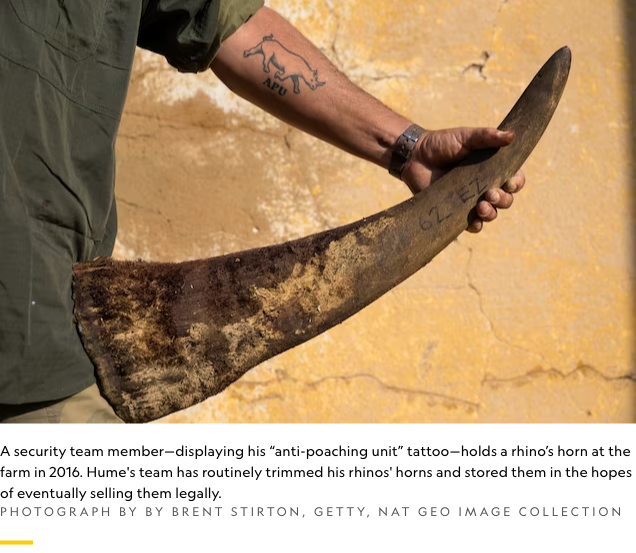 APU
62-EZ
A security team member—displaying his “anti-poaching unit” tattoo—holds a rhino’s horn at the
farm in 2016. Hume's team has routinely trimmed his rhinos' horns and stored them in the hopes
of eventually selling them legally.
PHOTOGRAPH BY BY BRENT STIRTON, GETTY, NAT GEO IMAGE COLLECTION